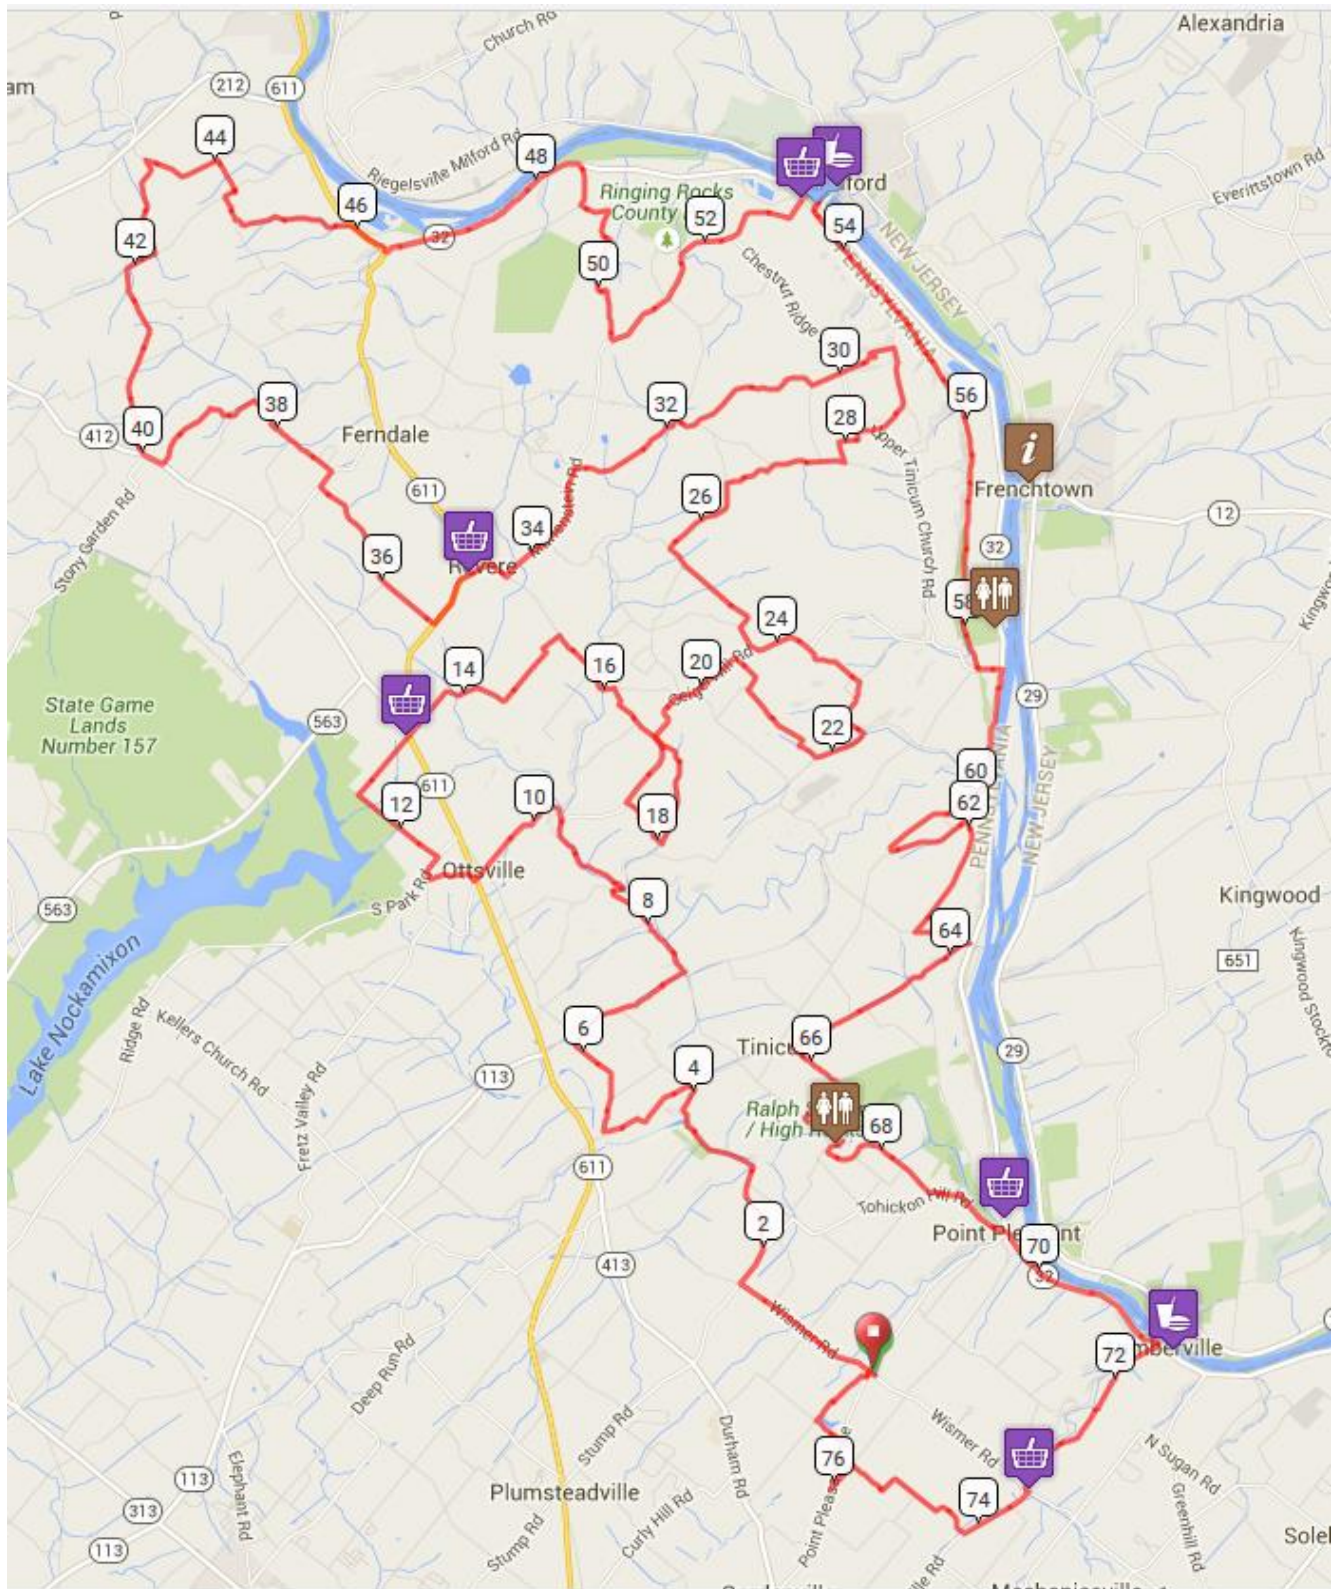 Alexandria
Church Rd
212
611
am
44
48
Riegelsville Milford Rd
Everittstown Rd
Ringing Rocks
County
ford
46
52
54
42
32
NEW JERSEY
PENNSYLVANIA
50
Chestnut Ridge
30
32
56
38
28
40
412
Ferndale
Upper Tinicum Church Rd
i
611
26
Frenchtown
12
Stony Garden Rd
34
32
36
Revere
58
24
14
16
20
Geigel Hill Rd
29
State Game
Lands
Number 157
563
22
PENNSYLVANIA
NEW JERSEY
60
611
12
10
62
18
Ottsville
S Park Rd
8
Kingwood
563
64
651
Lake Nockamixon
Ridge Rd
Kellers Church Rd
6
66
Tinicum
29
4
113
Fretz Valley Rd
Ralph
/ High Rocks
68
611
Tohickon Hill Rd
2
Point Pleasant
70
32
413
Wismer Rd
mberville
72
Deep Run Rd
Stump Rd
Durham Rd
Wismer Rd
N Sugan Rd
76
113
Elephant Rd
Plumsteadville
74
Greenhill Rd
313
Curly Hill Rd
Stump Rd
Point Pleas
Soleb
113
lle Rd